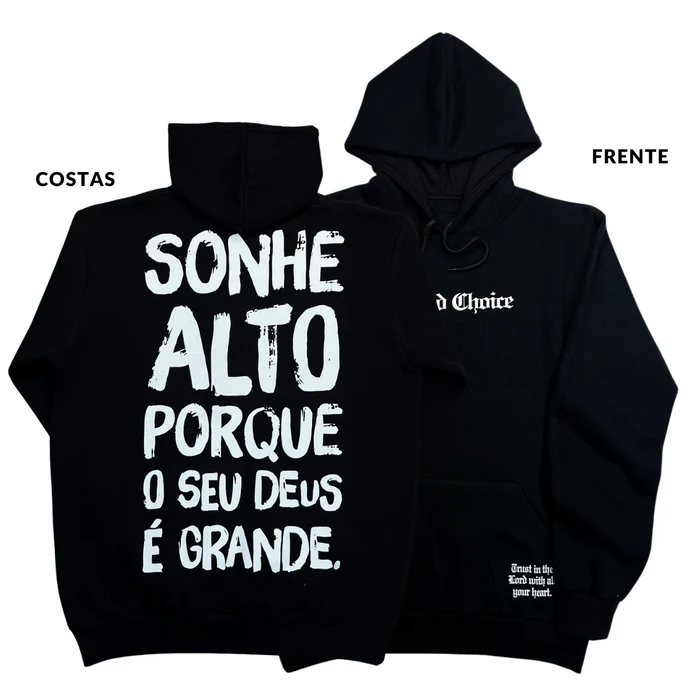 COSTAS
SONHE
ALTO
PORQUE
O SEU DEUS
É GRANDE.
FRENTE
d Choice
Trust in the
Lord with al
your heart.